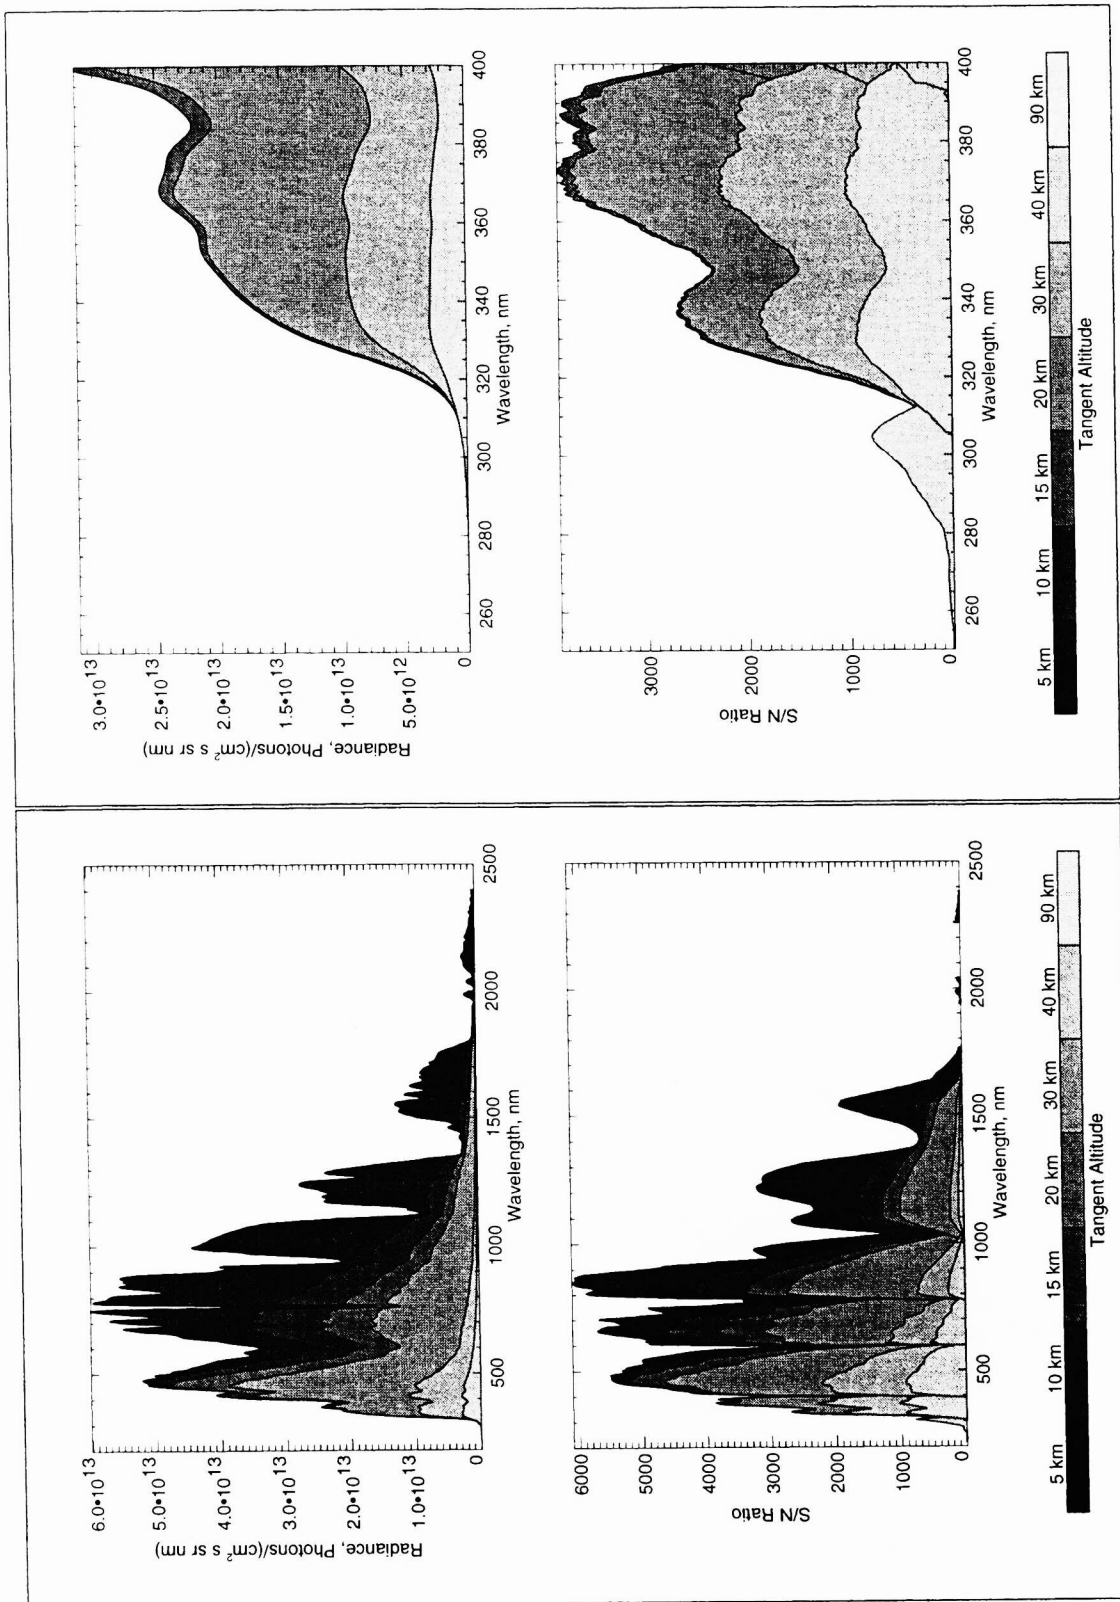 6.0•10¹³
5.0•10¹³
4.0•10¹³
3.0•10¹³
2.0•10¹³
1.0•10¹³
0
Radiance, Photons/(cm² s sr nm)
500 1000 1500 2000 2500
Wavelength, nm
6000
5000
4000
3000
2000
1000
0
S/N Ratio
500 1000 1500 2000 2500
Wavelength, nm
5 km 10 km 15 km 20 km 30 km 40 km 90 km
Tangent Altitude
3.0•10¹³
2.5•10¹³
2.0•10¹³
1.5•10¹³
1.0•10¹³
5.0•10¹²
0
Radiance, Photons/(cm² s sr nm)
260 280 300 320 340 360 380 400
Wavelength, nm
3000
2000
1000
0
S/N Ratio
260 280 300 320 340 360 380 400
Wavelength, nm
5 km 10 km 15 km 20 km 30 km 40 km 90 km
Tangent Altitude